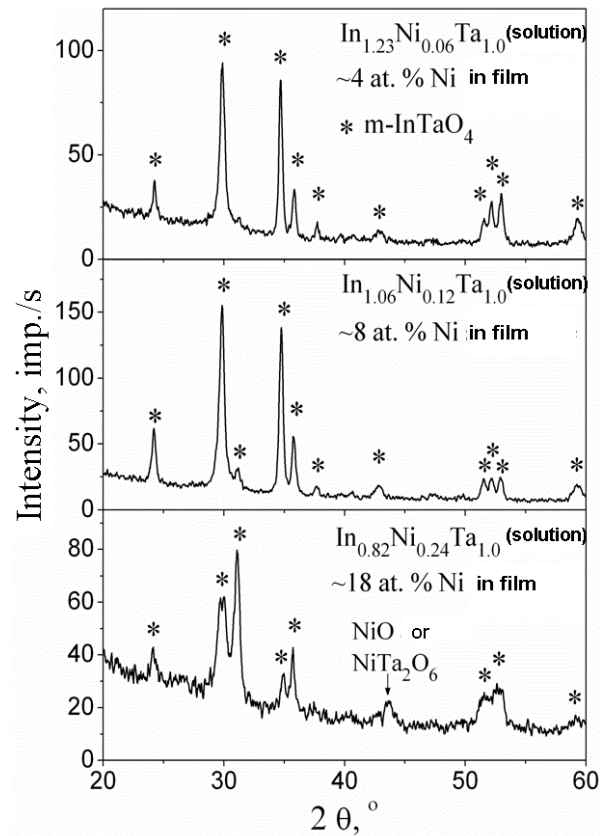 Intensity, imp./s
100
50
0
In1.23Ni0.06Ta1.0 (solution)
~4 at. % Ni in film
* m-InTaO4
* * * * * * * * * *
150
100
50
0
In1.06Ni0.12Ta1.0 (solution)
~8 at. % Ni in film
* * * * * * * * * * *
80
60
40
20
0
In0.82Ni0.24Ta1.0 (solution)
~18 at. % Ni in film
NiO or
NiTa2O6
* * * * * * * *
20 30 40 50 60
2 θ, °